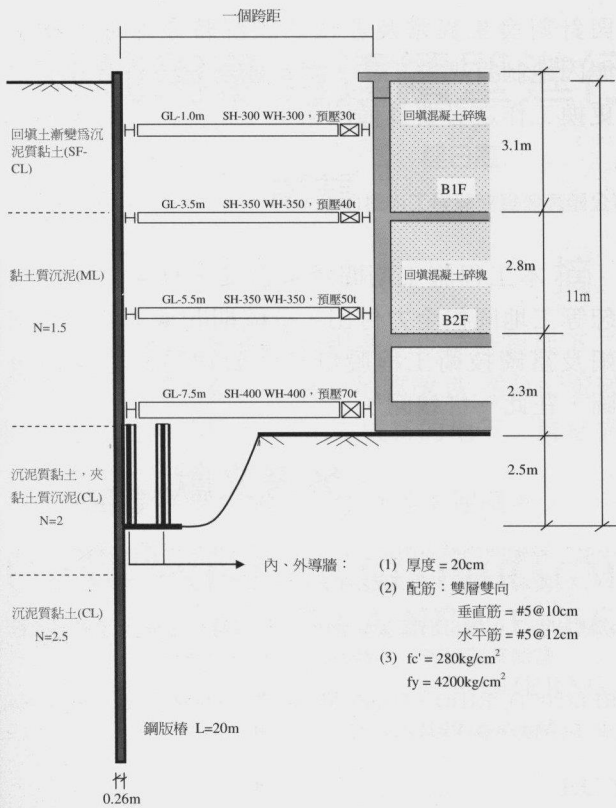 一個跨距
GL-1.0m SH-300 WH-300，預壓30t
回填土漸變爲沉
泥質黏土(SF-
CL)
回填混凝土碎塊
B1F
3.1m
GL-3.5m SH-350 WH-350，預壓40t
黏土質沉泥(ML)
N=1.5
回填混凝土碎塊
B2F
2.8m
11m
GL-5.5m SH-350 WH-350，預壓50t
GL-7.5m SH-400 WH-400，預壓70t
2.3m
沉泥質黏土，夾
黏土質沉泥(CL)
N=2
2.5m
內、外導牆：
(1) 厚度 = 20cm
(2) 配筋：雙層雙向
垂直筋 = #5@10cm
水平筋 = #5@12cm
(3) fc' = 280kg/cm²
fy = 4200kg/cm²
沉泥質黏土(CL)
N=2.5
鋼版樁 L=20m
0.26m